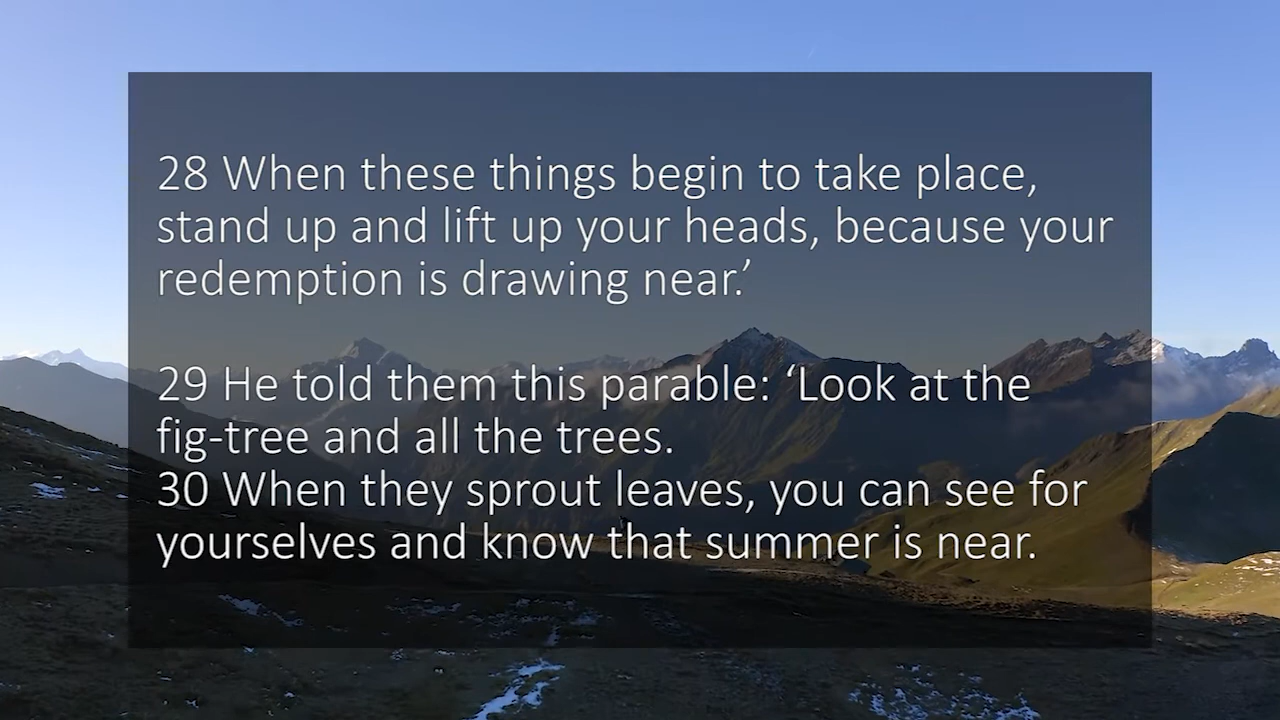 28 When these things begin to take place,
stand up and lift up your heads, because your
redemption is drawing near.’
29 He told them this parable: ‘Look at the
fig-tree and all the trees.
30 When they sprout leaves, you can see for
yourselves and know that summer is near.